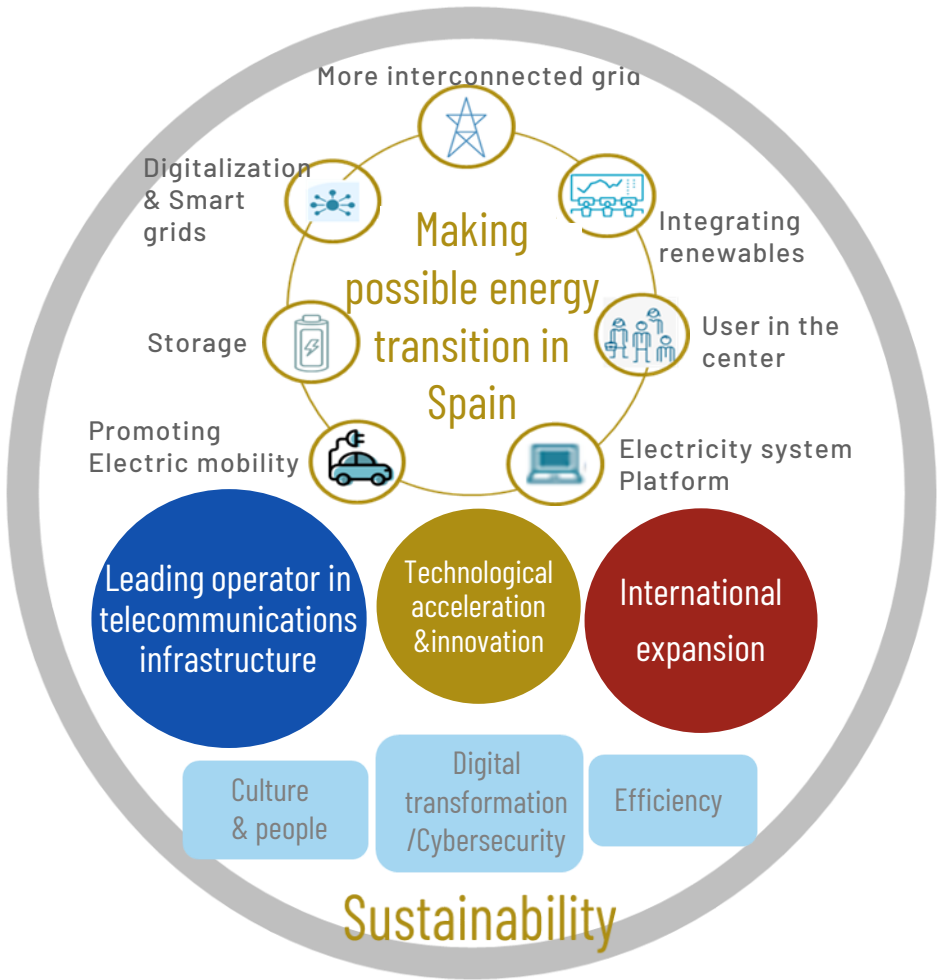 More interconnected grid
Digitalization
& Smart
grids
Integrating
renewables
Making
possible energy
transition in
Spain
Storage
User in the
center
Promoting
Electric mobility
Electricity system
Platform
Leading operator in
telecommunications
infrastructure
Technological
acceleration
&innovation
International
expansion
Culture
& people
Digital
transformation
/Cybersecurity
Efficiency
Sustainability